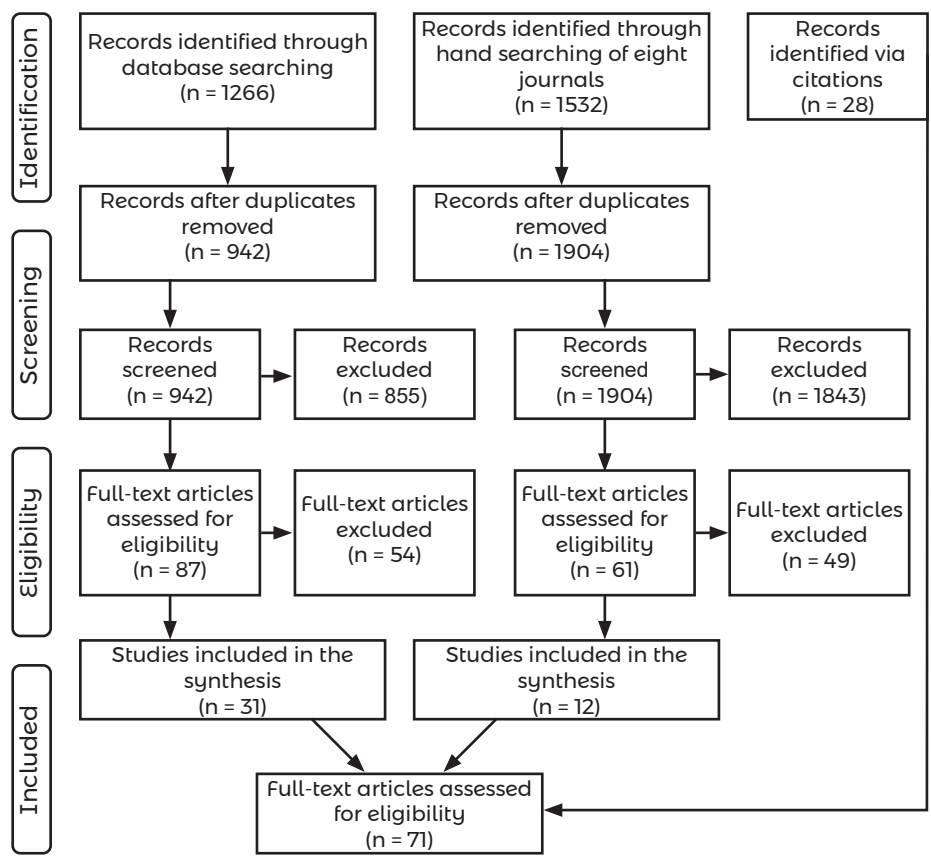 Identification
Records identified through
database searching
(n = 1266)
Records identified through
hand searching of eight
journals
(n = 1532)
Records
identified via
citations
(n = 28)
Records after duplicates
removed
(n = 942)
Records after duplicates
removed
(n = 1904)
Screening
Records
screened
(n = 942)
Records
excluded
(n = 855)
Records
screened
(n = 1904)
Records
excluded
(n = 1843)
Eligibility
Full-text articles
assessed for
eligibility
(n = 87)
Full-text articles
excluded
(n = 54)
Full-text articles
assessed for
eligibility
(n = 61)
Full-text articles
excluded
(n = 49)
Included
Studies included in the
synthesis
(n = 31)
Studies included in the
synthesis
(n = 12)
Full-text articles assessed
for eligibility
(n = 71)